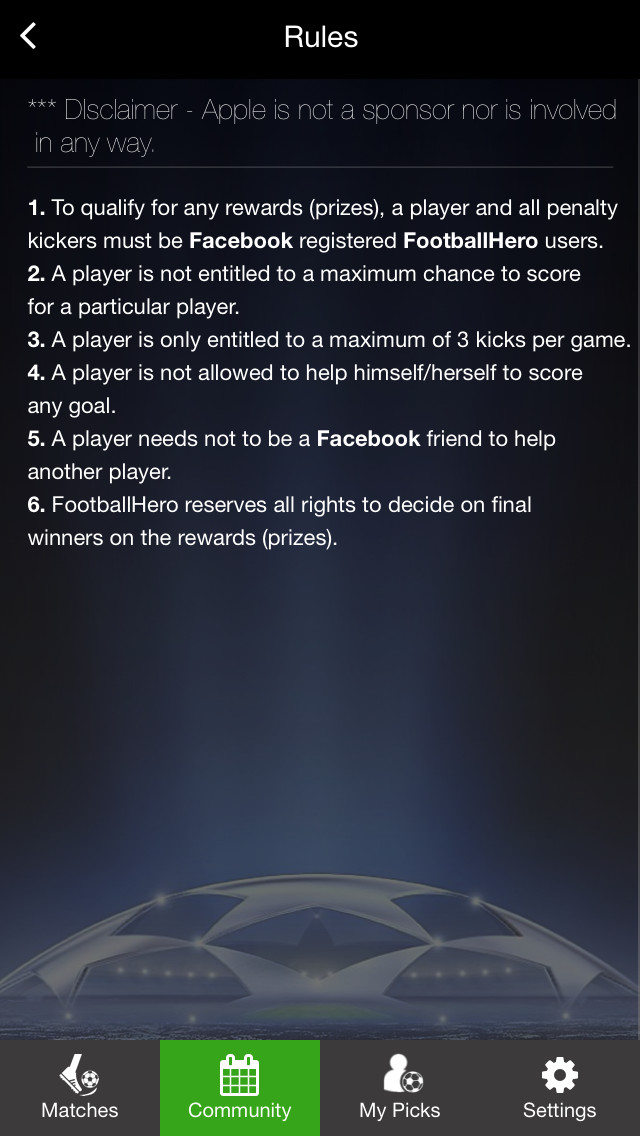 Rules
*** DIsclaimer - Apple is not a sponsor nor is involved
in any way.
1. To qualify for any rewards (prizes), a player and all penalty
kickers must be Facebook registered FootballHero users.
2. A player is not entitled to a maximum chance to score
for a particular player.
3. A player is only entitled to a maximum of 3 kicks per game.
4. A player is not allowed to help himself/herself to score
any goal.
5. A player needs not to be a Facebook friend to help
another player.
6. FootballHero reserves all rights to decide on final
winners on the rewards (prizes).
Matches
Community
My Picks
Settings